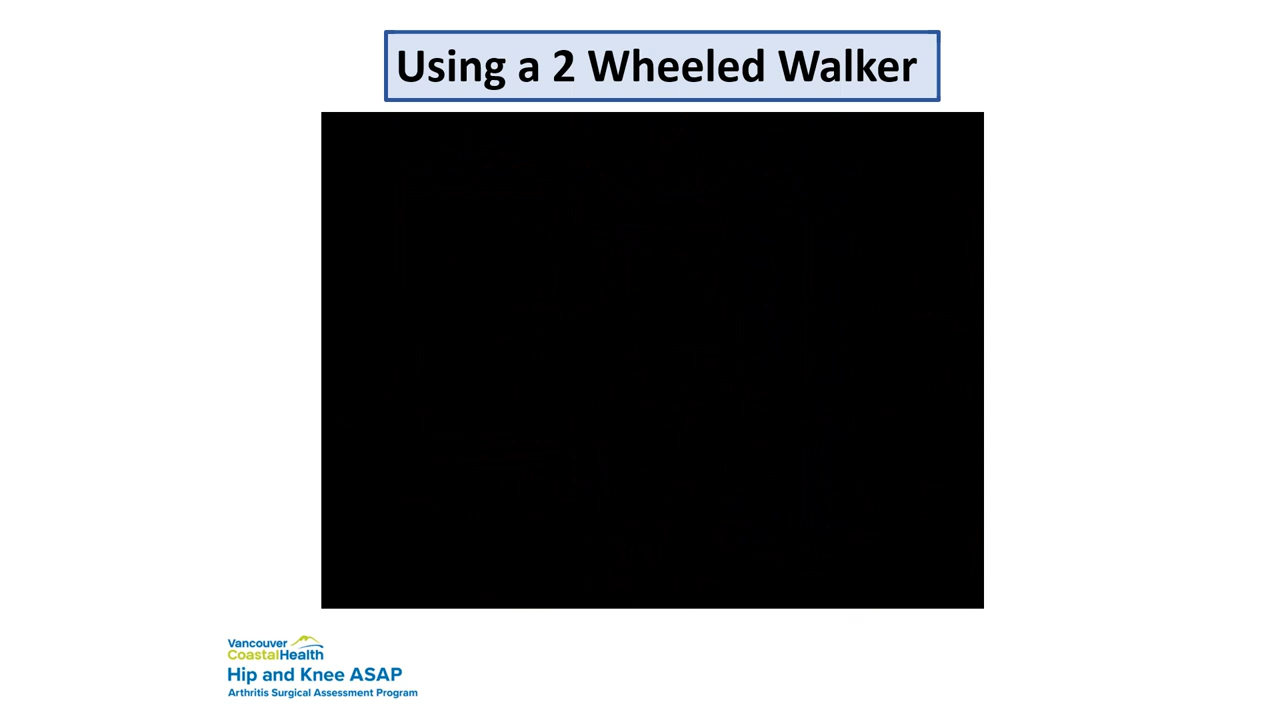 Using a 2 Wheeled Walker
Vancouver
CoastalHealth
Hip and Knee ASAP
Arthritis Surgical Assessment Program